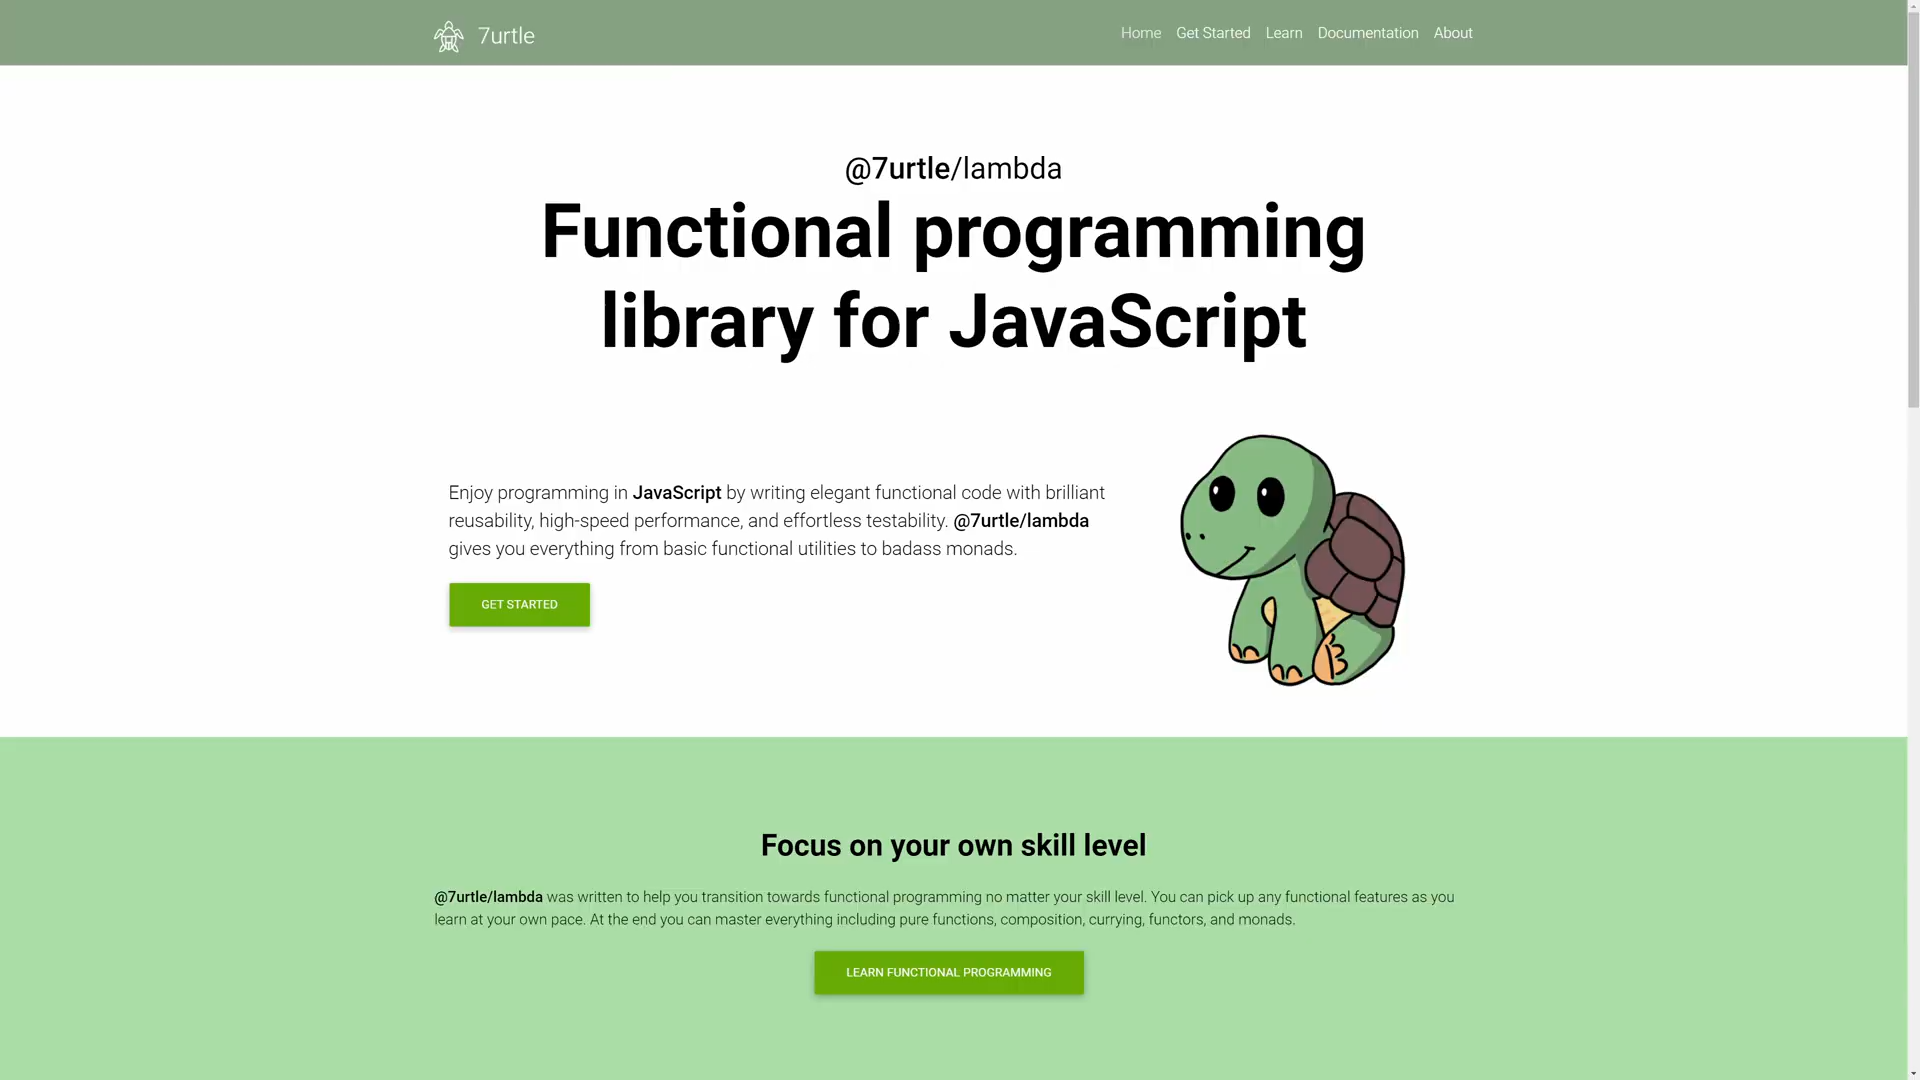 7urtle
Home Get Started Learn Documentation About
@7urtle/lambda
Functional programming
library for JavaScript
Enjoy programming in JavaScript by writing elegant functional code with brilliant
reusability, high-speed performance, and effortless testability. @7urtle/lambda
gives you everything from basic functional utilities to badass monads.
GET STARTED
Focus on your own skill level
@7urtle/lambda was written to help you transition towards functional programming no matter your skill level. You can pick up any functional features as you
learn at your own pace. At the end you can master everything including pure functions, composition, currying, functors, and monads.
LEARN FUNCTIONAL PROGRAMMING